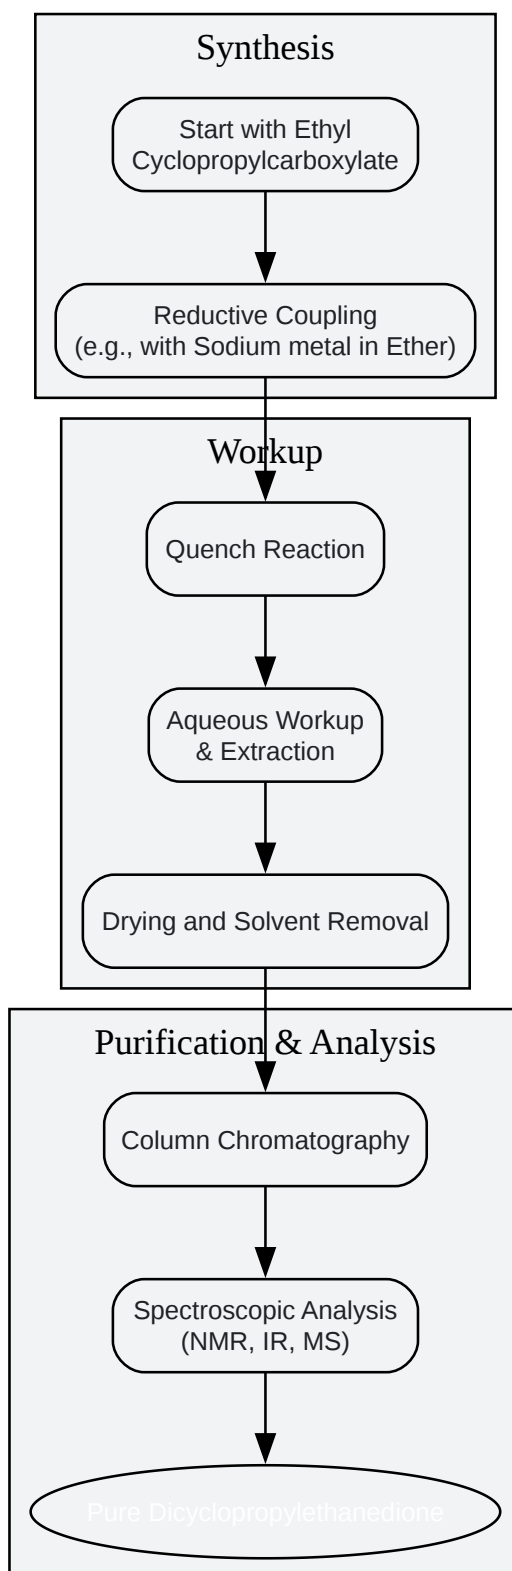 Synthesis
Start with Ethyl
Cyclopropylcarboxylate
Reductive Coupling
(e.g., with Sodium metal in Ether)
Workup
Quench Reaction
Aqueous Workup
& Extraction
Drying and Solvent Removal
Purification & Analysis
Column Chromatography
Spectroscopic Analysis
(NMR, IR, MS)
Pure Dicyclopropylethanedione